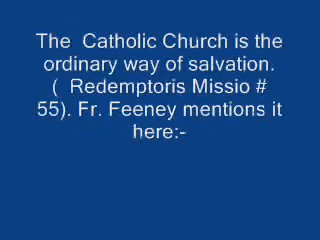 The  Catholic Church is the
ordinary way of salvation.
(  Redemptoris Missio #
55). Fr. Feeney mentions it
here:-